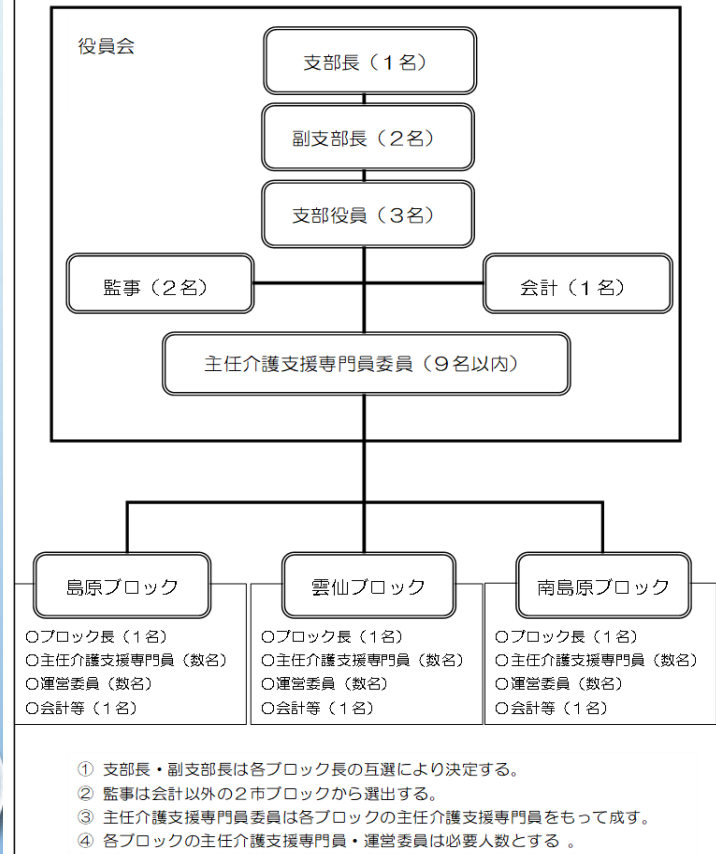 役員会
支部長（１名）
副支部長（２名）
支部役員（３名）
監事（２名）
会計（１名）
主任介護支援専門員委員（９名以内）
島原ブロック
○ブロック長（１名）
○主任介護支援専門員（数名）
○運営委員（数名）
○会計等（１名）
雲仙ブロック
○ブロック長（１名）
○主任介護支援専門員（数名）
○運営委員（数名）
○会計等（１名）
南島原ブロック
○ブロック長（１名）
○主任介護支援専門員（数名）
○運営委員（数名）
○会計等（１名）
① 支部長・副支部長は各ブロック長の互選により決定する。
② 監事は会計以外の２市ブロックから選出する。
③ 主任介護支援専門員委員は各ブロックの主任介護支援専門員をもって成す。
④ 各ブロックの主任介護支援専門員・運営委員は必要人数とする 。